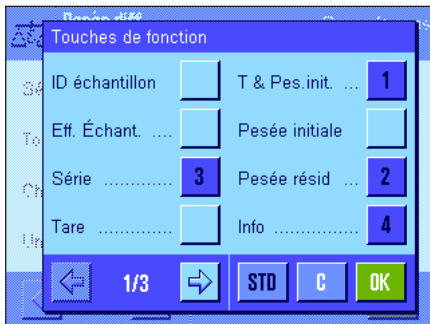 Touches de fonction
ID échantillon T & Pes.init. ... 1
Eff. Échant. .... Pesée initiale
Série ............. 3 Pesée résid ... 2
Tare .............. Info ............ 4
1/3 STD C OK